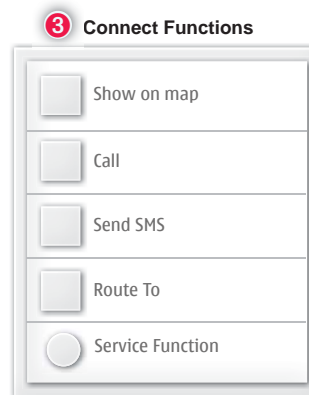 3 Connect Functions
Show on map
Call
Send SMS
Route To
Service Function